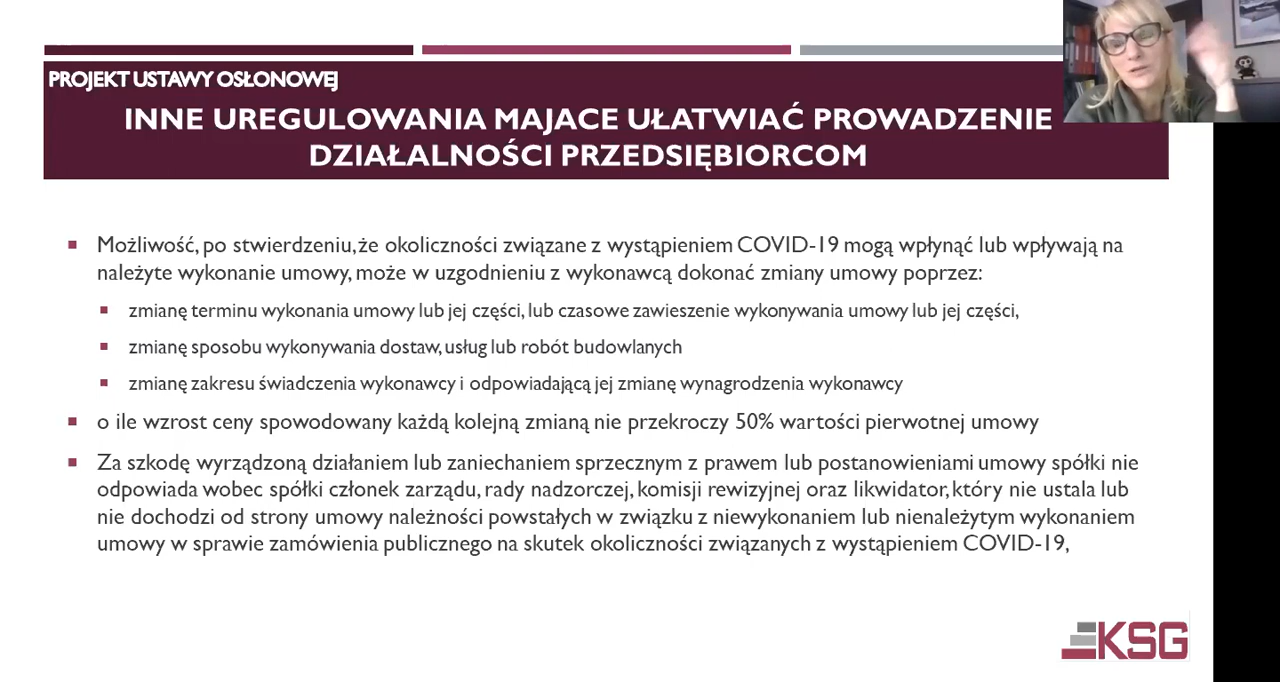 PROJEKT USTAWY OSŁONOWEJ
INNE UREGULOWANIA MAJACE UŁATWIAĆ PROWADZENIE
DZIAŁALNOŚCI PRZEDSIĘBIORCOM
Możliwość, po stwierdzeniu, że okoliczności związane z wystąpieniem COVID-19 mogą wpłynąć lub wpływają na
należyte wykonanie umowy, może w uzgodnieniu z wykonawcą dokonać zmiany umowy poprzez:
zmianę terminu wykonania umowy lub jej części, lub czasowe zawieszenie wykonywania umowy lub jej części,
zmianę sposobu wykonywania dostaw, usług lub robót budowlanych
zmianę zakresu świadczenia wykonawcy i odpowiadającą jej zmianę wynagrodzenia wykonawcy
o ile wzrost ceny spowodowany każdą kolejną zmianą nie przekroczy 50% wartości pierwotnej umowy
Za szkodę wyrządzoną działaniem lub zaniechaniem sprzecznym z prawem lub postanowieniami umowy spółki nie
odpowiada wobec spółki członek zarządu, rady nadzorczej, komisji rewizyjnej oraz likwidator, który nie ustala lub
nie dochodzi od strony umowy należności powstałych w związku z niewykonaniem lub nienależytym wykonaniem
umowy w sprawie zamówienia publicznego na skutek okoliczności związanych z wystąpieniem COVID-19,
KSG